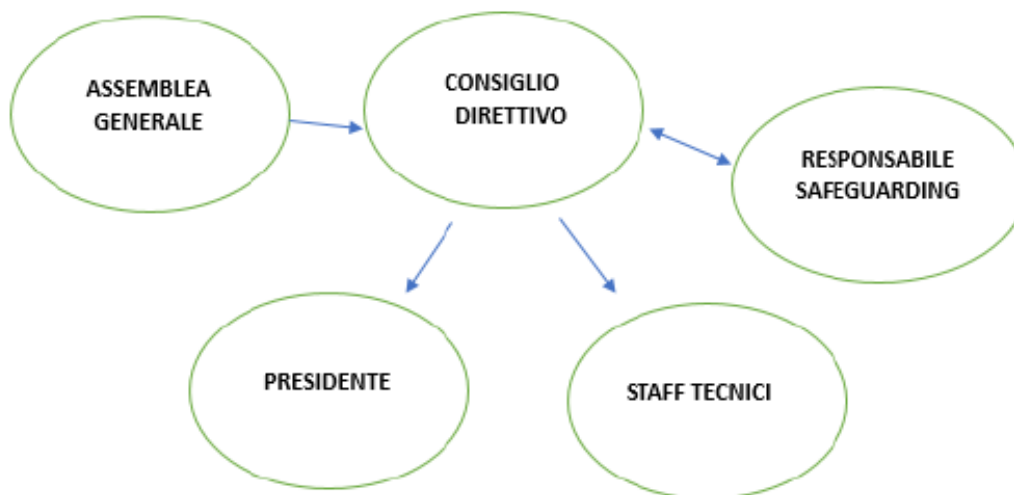 ASSEMBLEA
GENERALE
CONSIGLIO
DIRETTIVO
RESPONSABILE
SAFEGUARDING
PRESIDENTE
STAFF TECNICI